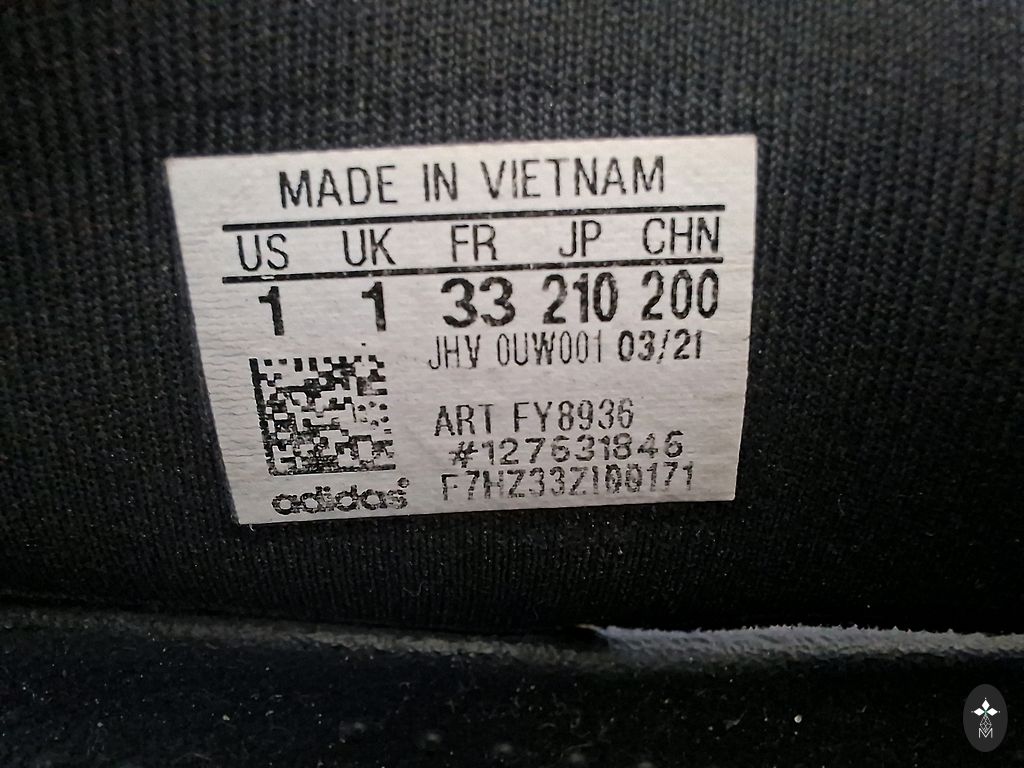 MADE IN VIETNAM
US UK FR JP CHN
1 1 33 210 200
JHV 0UW001 03/21
ART FY8936
#127631846
F7HZ33ZI00171
adidas®
M